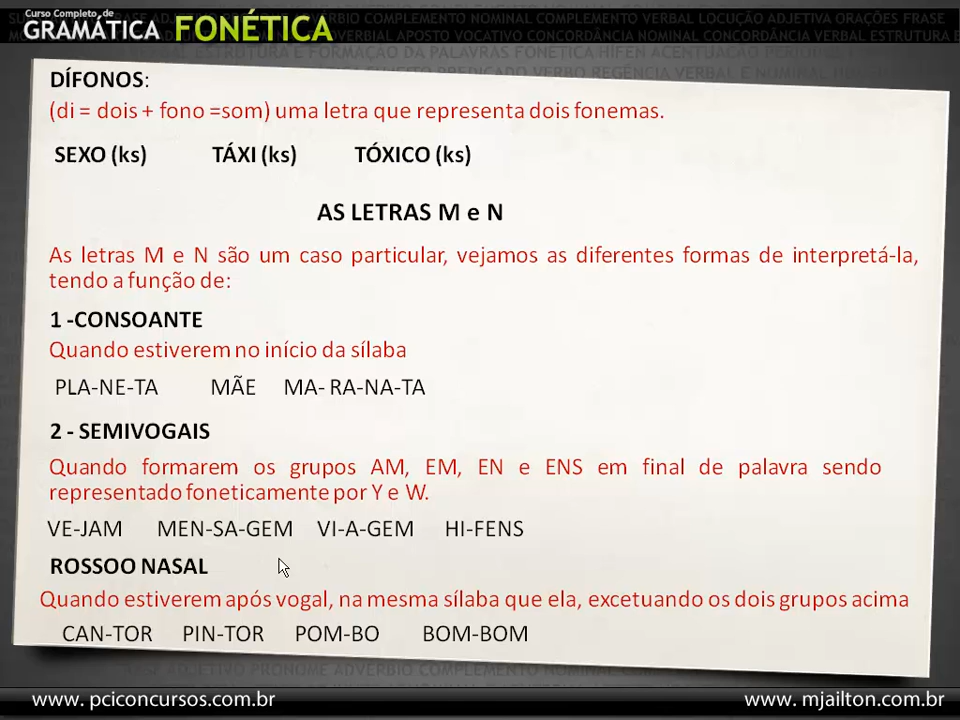 Curso Completo de
GRAMÁTICA FONÉTICA
DÍFONOS:
(di = dois + fono =som) uma letra que representa dois fonemas.
SEXO (ks) TÁXI (ks) TÓXICO (ks)
AS LETRAS M e N
As letras M e N são um caso particular, vejamos as diferentes formas de interpretá-la,
tendo a função de:
1 -CONSOANTE
Quando estiverem no início da sílaba
PLA-NE-TA MÃE MA- RA-NA-TA
2 - SEMIVOGAIS
Quando formarem os grupos AM, EM, EN e ENS em final de palavra sendo
representado foneticamente por Y e W.
VE-JAM MEN-SA-GEM VI-A-GEM HI-FENS
ROSSOO NASAL
Quando estiverem após vogal, na mesma sílaba que ela, excetuando os dois grupos acima
CAN-TOR PIN-TOR POM-BO BOM-BOM
www. pciconcursos.com.br www. mjailton.com.br